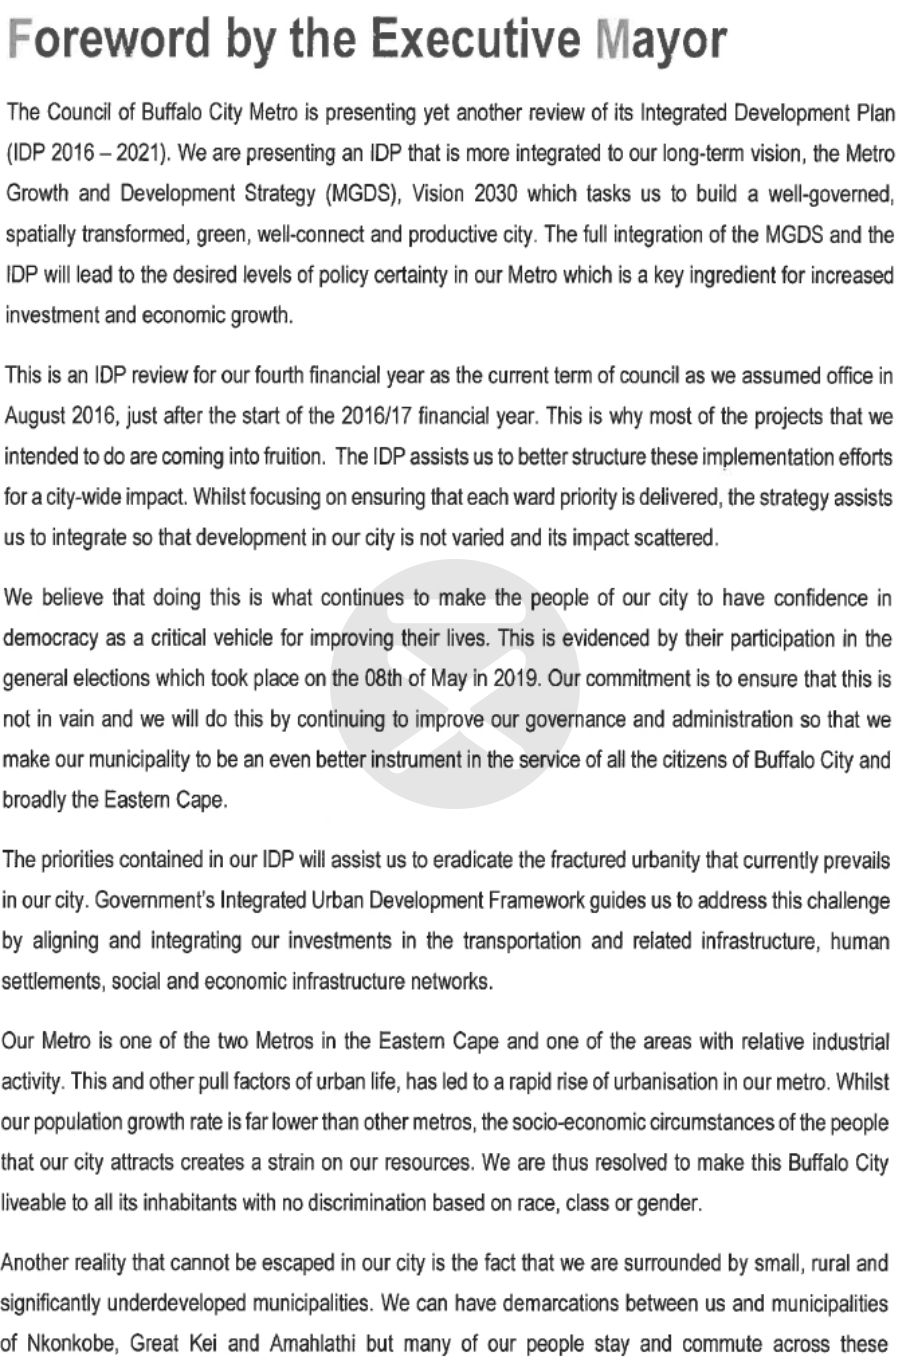 Foreword by the Executive Mayor
The Council of Buffalo City Metro is presenting yet another review of its Integrated Development Plan
(IDP 2016 – 2021). We are presenting an IDP that is more integrated to our long-term vision, the Metro
Growth and Development Strategy (MGDS), Vision 2030 which tasks us to build a well-governed,
spatially transformed, green, well-connect and productive city. The full integration of the MGDS and the
IDP will lead to the desired levels of policy certainty in our Metro which is a key ingredient for increased
investment and economic growth.
This is an IDP review for our fourth financial year as the current term of council as we assumed office in
August 2016, just after the start of the 2016/17 financial year. This is why most of the projects that we
intended to do are coming into fruition. The IDP assists us to better structure these implementation efforts
for a city-wide impact. Whilst focusing on ensuring that each ward priority is delivered, the strategy assists
us to integrate so that development in our city is not varied and its impact scattered.
We believe that doing this is what continues to make the people of our city to have confidence in
democracy as a critical vehicle for improving their lives. This is evidenced by their participation in the
general elections which took place on the 08th of May in 2019. Our commitment is to ensure that this is
not in vain and we will do this by continuing to improve our governance and administration so that we
make our municipality to be an even better instrument in the service of all the citizens of Buffalo City and
broadly the Eastern Cape.
The priorities contained in our IDP will assist us to eradicate the fractured urbanity that currently prevails
in our city. Government's Integrated Urban Development Framework guides us to address this challenge
by aligning and integrating our investments in the transportation and related infrastructure, human
settlements, social and economic infrastructure networks.
Our Metro is one of the two Metros in the Eastern Cape and one of the areas with relative industrial
activity. This and other pull factors of urban life, has led to a rapid rise of urbanisation in our metro. Whilst
our population growth rate is far lower than other metros, the socio-economic circumstances of the people
that our city attracts creates a strain on our resources. We are thus resolved to make this Buffalo City
liveable to all its inhabitants with no discrimination based on race, class or gender.
Another reality that cannot be escaped in our city is the fact that we are surrounded by small, rural and
significantly underdeveloped municipalities. We can have demarcations between us and municipalities
of Nkonkobe, Great Kei and Amahlathi but many of our people stay and commute across these